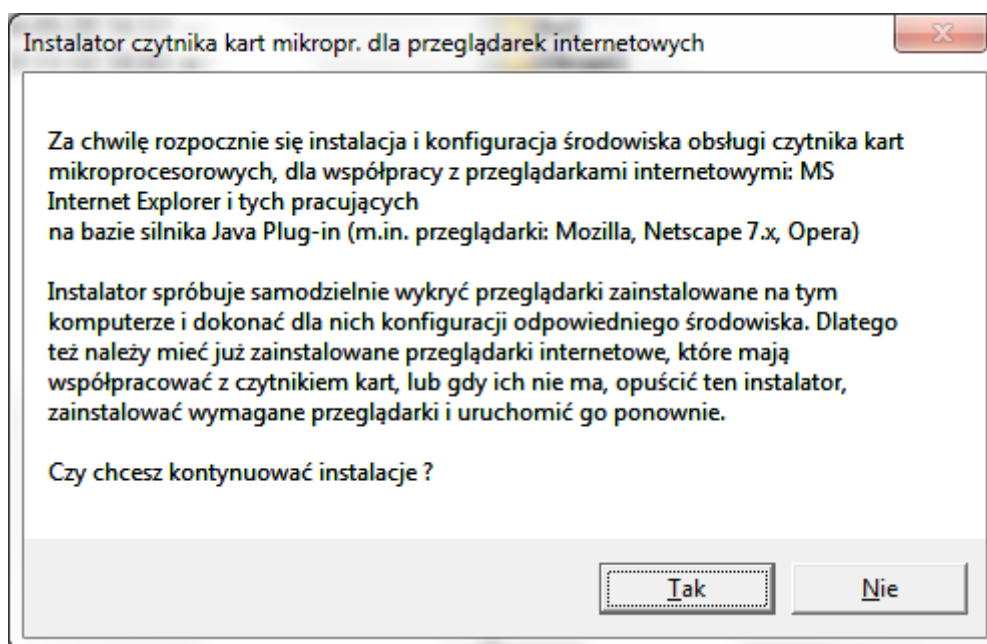 Instalator czytnika kart mikropr. dla przeglądarek internetowych
Za chwilę rozpocznie się instalacja i konfiguracja środowiska obsługi czytnika kart
mikroprocesorowych, dla współpracy z przeglądarkami internetowymi: MS
Internet Explorer i tych pracujących
na bazie silnika Java Plug-in (m.in. przeglądarki: Mozilla, Netscape 7.x, Opera)
Instalator spróbuje samodzielnie wykryć przeglądarki zainstalowane na tym
komputerze i dokonać dla nich konfiguracji odpowiedniego środowiska. Dlatego
też należy mieć już zainstalowane przeglądarki internetowe, które mają
współpracować z czytnikiem kart, lub gdy ich nie ma, opuścić ten instalator,
zainstalować wymagane przeglądarki i uruchomić go ponownie.
Czy chcesz kontynuować instalacje ?
Tak Nie